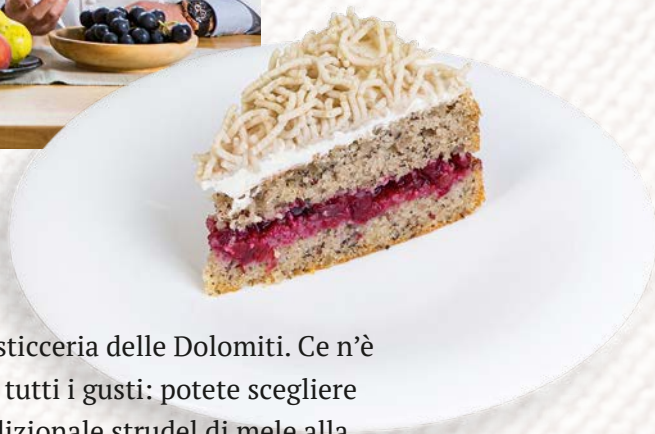 sticceria delle Dolomiti. Ce n’è
tutti i gusti: potete scegliere
dizionale strudel di mele alla